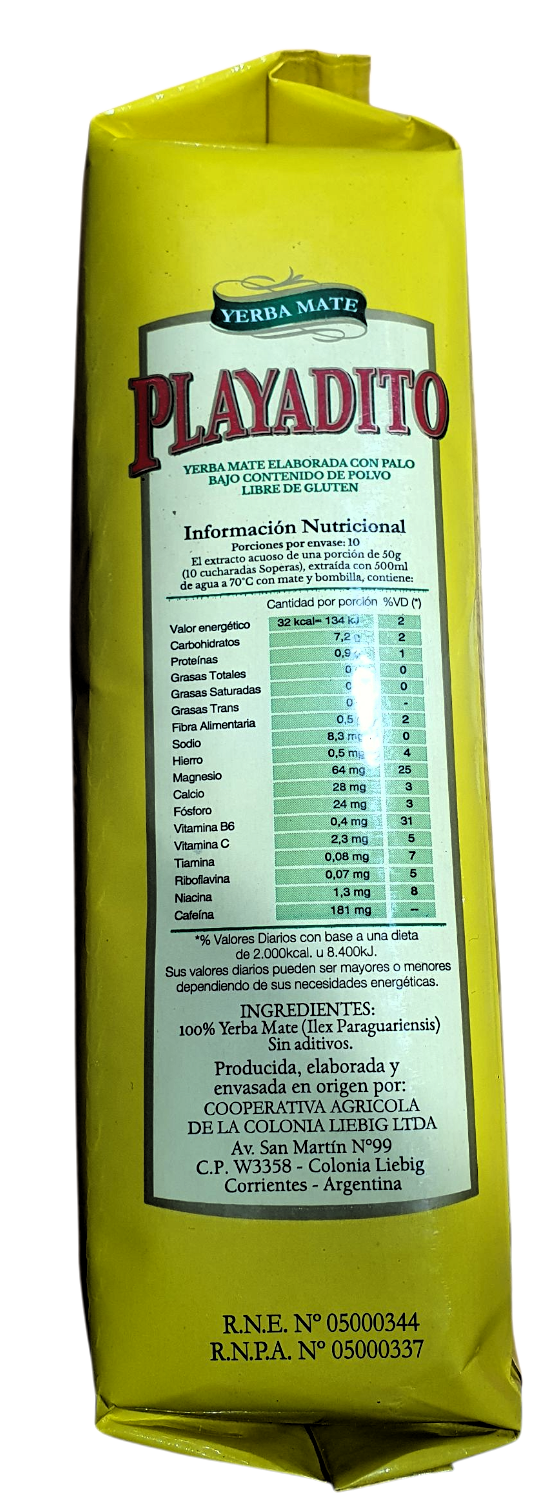 YERBA MATE
PLAYADITO
YERBA MATE ELABORADA CON PALO
BAJO CONTENIDO DE POLVO
LIBRE DE GLUTEN
Información Nutricional
Porciones por envase: 10
El extracto acuoso de una porción de 50g
(10 cucharadas Soperas), extraída con 500ml
de agua a 70°C con mate y bombilla, contiene:
Cantidad por porción %VD (*)
Valor energético 32 kcal= 134 kJ 2
Carbohidratos 7,2 g 2
Proteínas 0,9 1
Grasas Totales 0 0
Grasas Saturadas 0 0
Grasas Trans 0 -
Fibra Alimentaria 0,5 2
Sodio 8,3 mg 0
Hierro 0,5 mg 4
Magnesio 64 mg 25
Calcio 28 mg 3
Fósforo 24 mg 3
Vitamina B6 0,4 mg 31
Vitamina C 2,3 mg 5
Tiamina 0,08 mg 7
Riboflavina 0,07 mg 5
Niacina 1,3 mg 8
Cafeína 181 mg --
*% Valores Diarios con base a una dieta
de 2.000kcal. u 8.400kJ.
Sus valores diarios pueden ser mayores o menores
dependiendo de sus necesidades energéticas.
INGREDIENTES:
100% Yerba Mate (Ilex Paraguariensis)
Sin aditivos.
Producida, elaborada y
envasada en origen por:
COOPERATIVA AGRICOLA
DE LA COLONIA LIEBIG LTDA
Av. San Martín N°99
C.P. W3358 - Colonia Liebig
Corrientes - Argentina
R.N.E. Nº 05000344
R.N.P.A. Nº 05000337